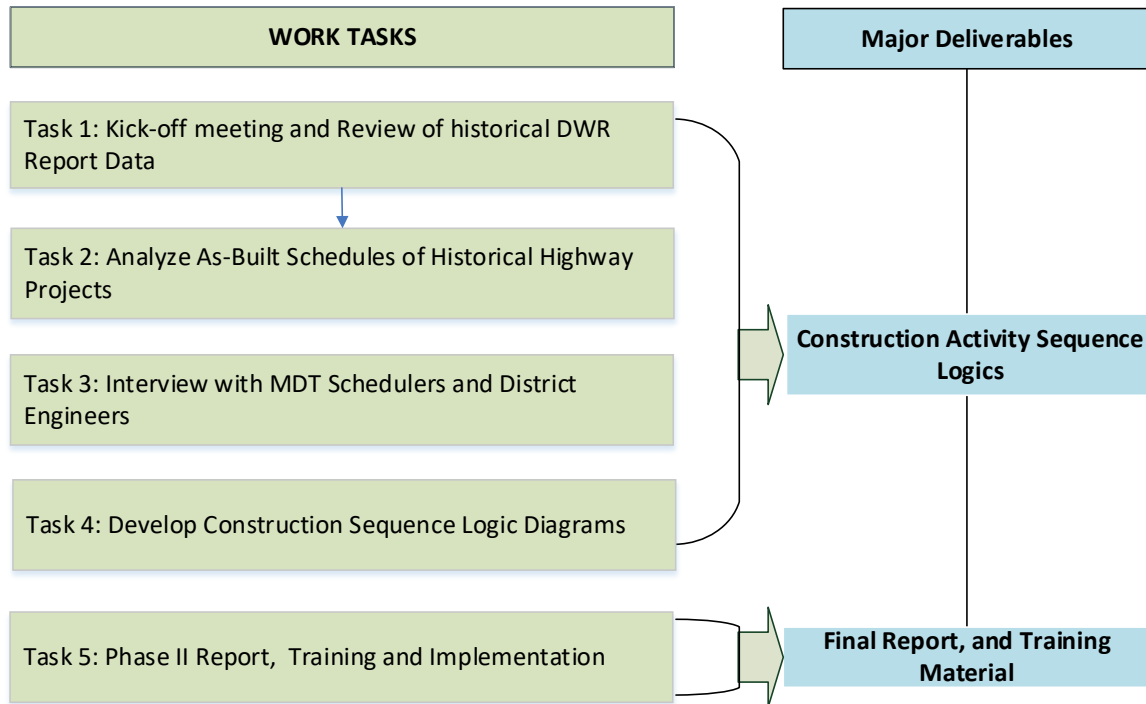 WORK TASKS
Major Deliverables
Task 1: Kick-off meeting and Review of historical DWR
Report Data
Task 2: Analyze As-Built Schedules of Historical Highway
Projects
Task 3: Interview with MDT Schedulers and District
Engineers
Task 4: Develop Construction Sequence Logic Diagrams
Construction Activity Sequence
Logics
Task 5: Phase II Report,  Training and Implementation
Final Report, and Training
Material